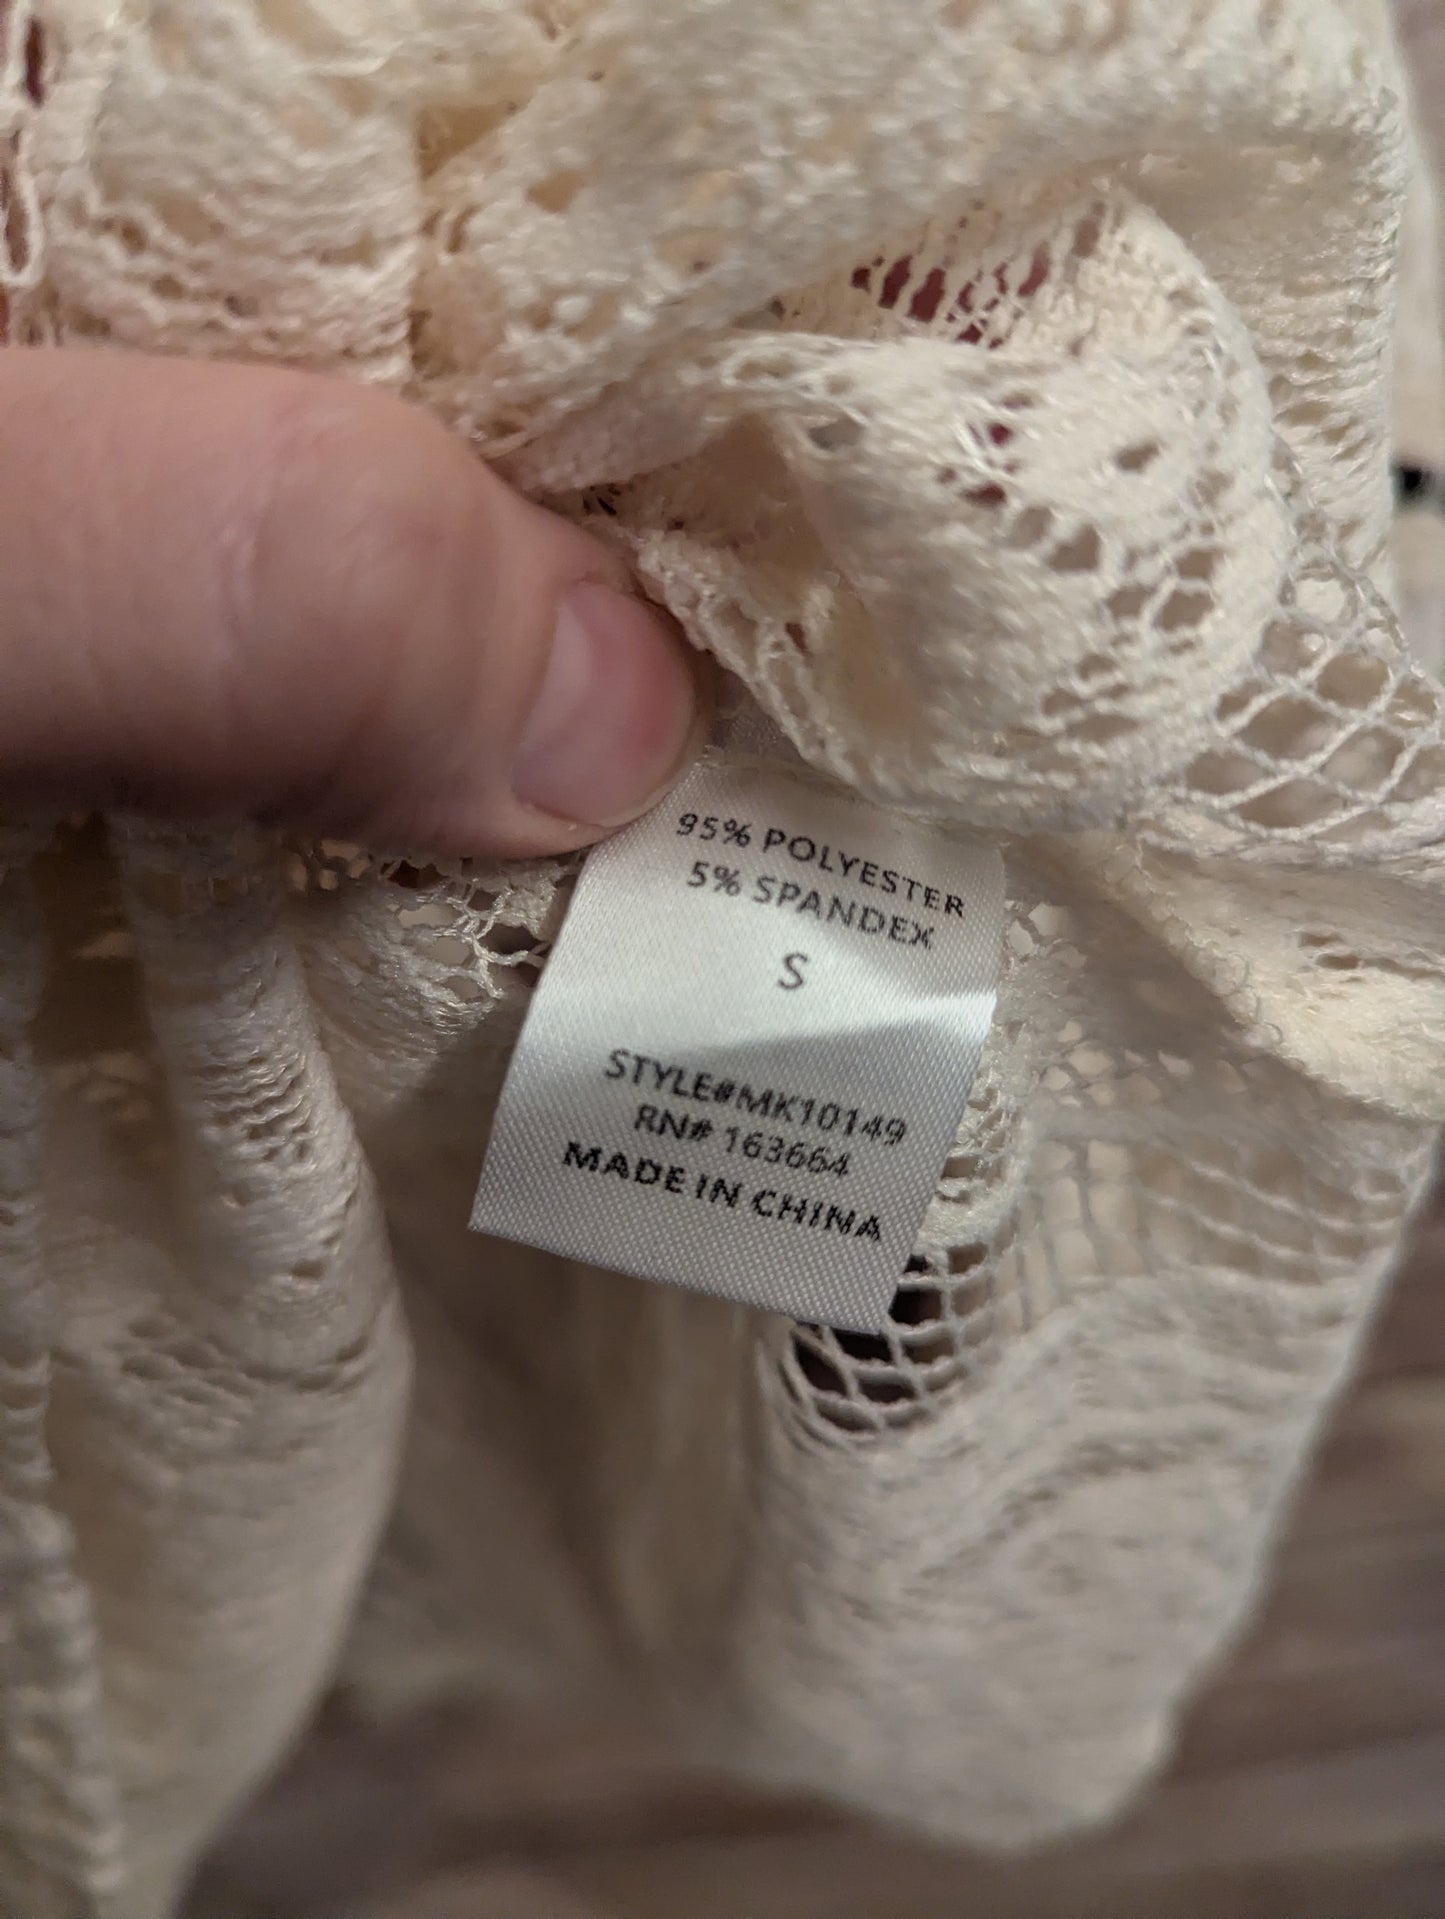 95% POLYESTER
5% SPANDEX
S
STYLE#MK10149
RN# 163664
MADE IN CHINA